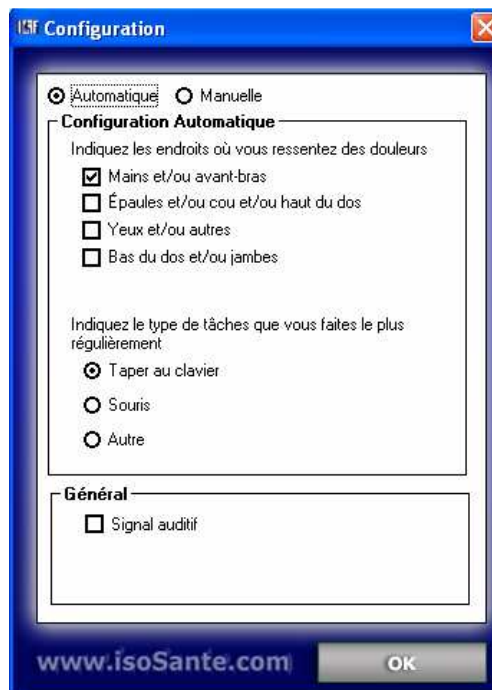 Configuration
Automatique Manuelle
Configuration Automatique
Indiquez les endroits où vous ressentez des douleurs
Mains et/ou avant-bras
Épaules et/ou cou et/ou haut du dos
Yeux et/ou autres
Bas du dos et/ou jambes
Indiquez le type de tâches que vous faites le plus
régulièrement
Taper au clavier
Souris
Autre
Général
Signal auditif
www.isoSante.com OK